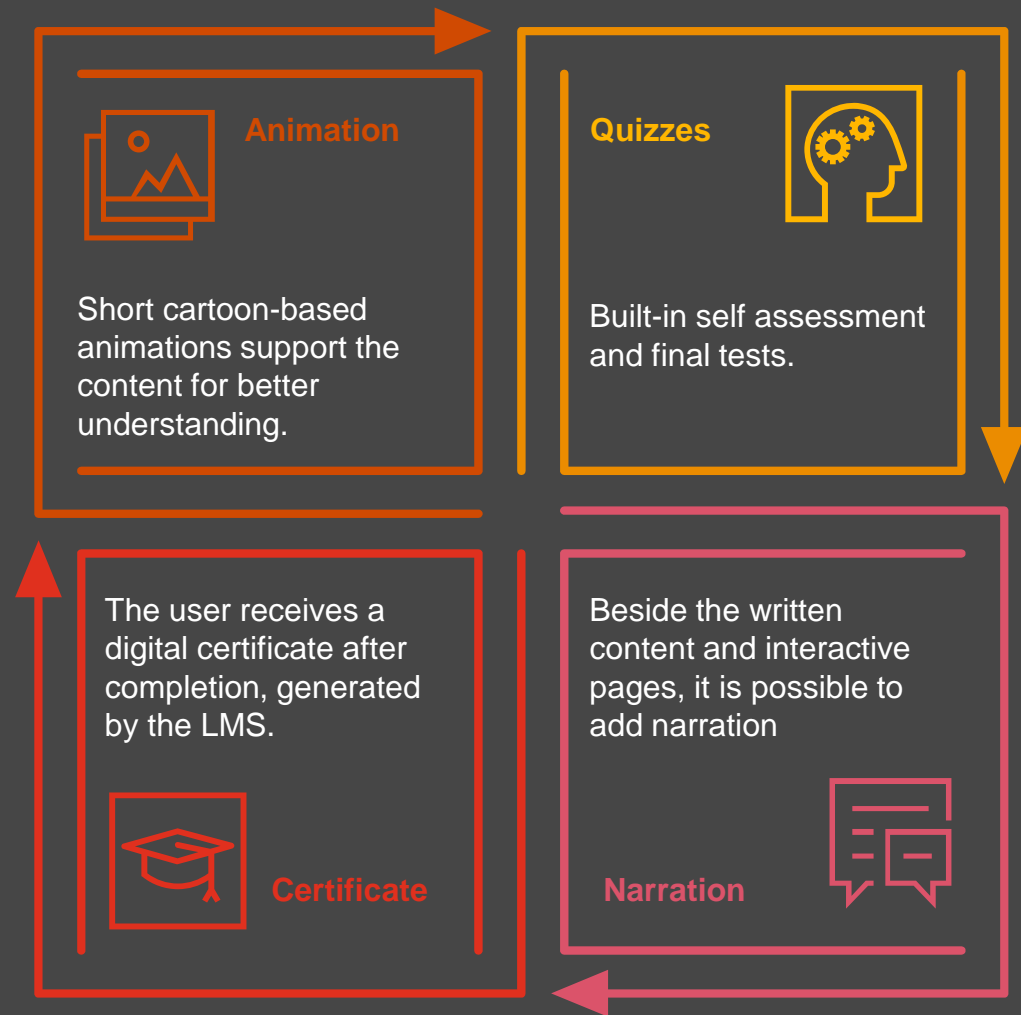 Animation
Short cartoon-based
animations support the
content for better
understanding.
Quizzes
Built-in self assessment
and final tests.
The user receives a
digital certificate after
completion, generated
by the LMS.
Certificate
Beside the written
content and interactive
pages, it is possible to
add narration
Narration